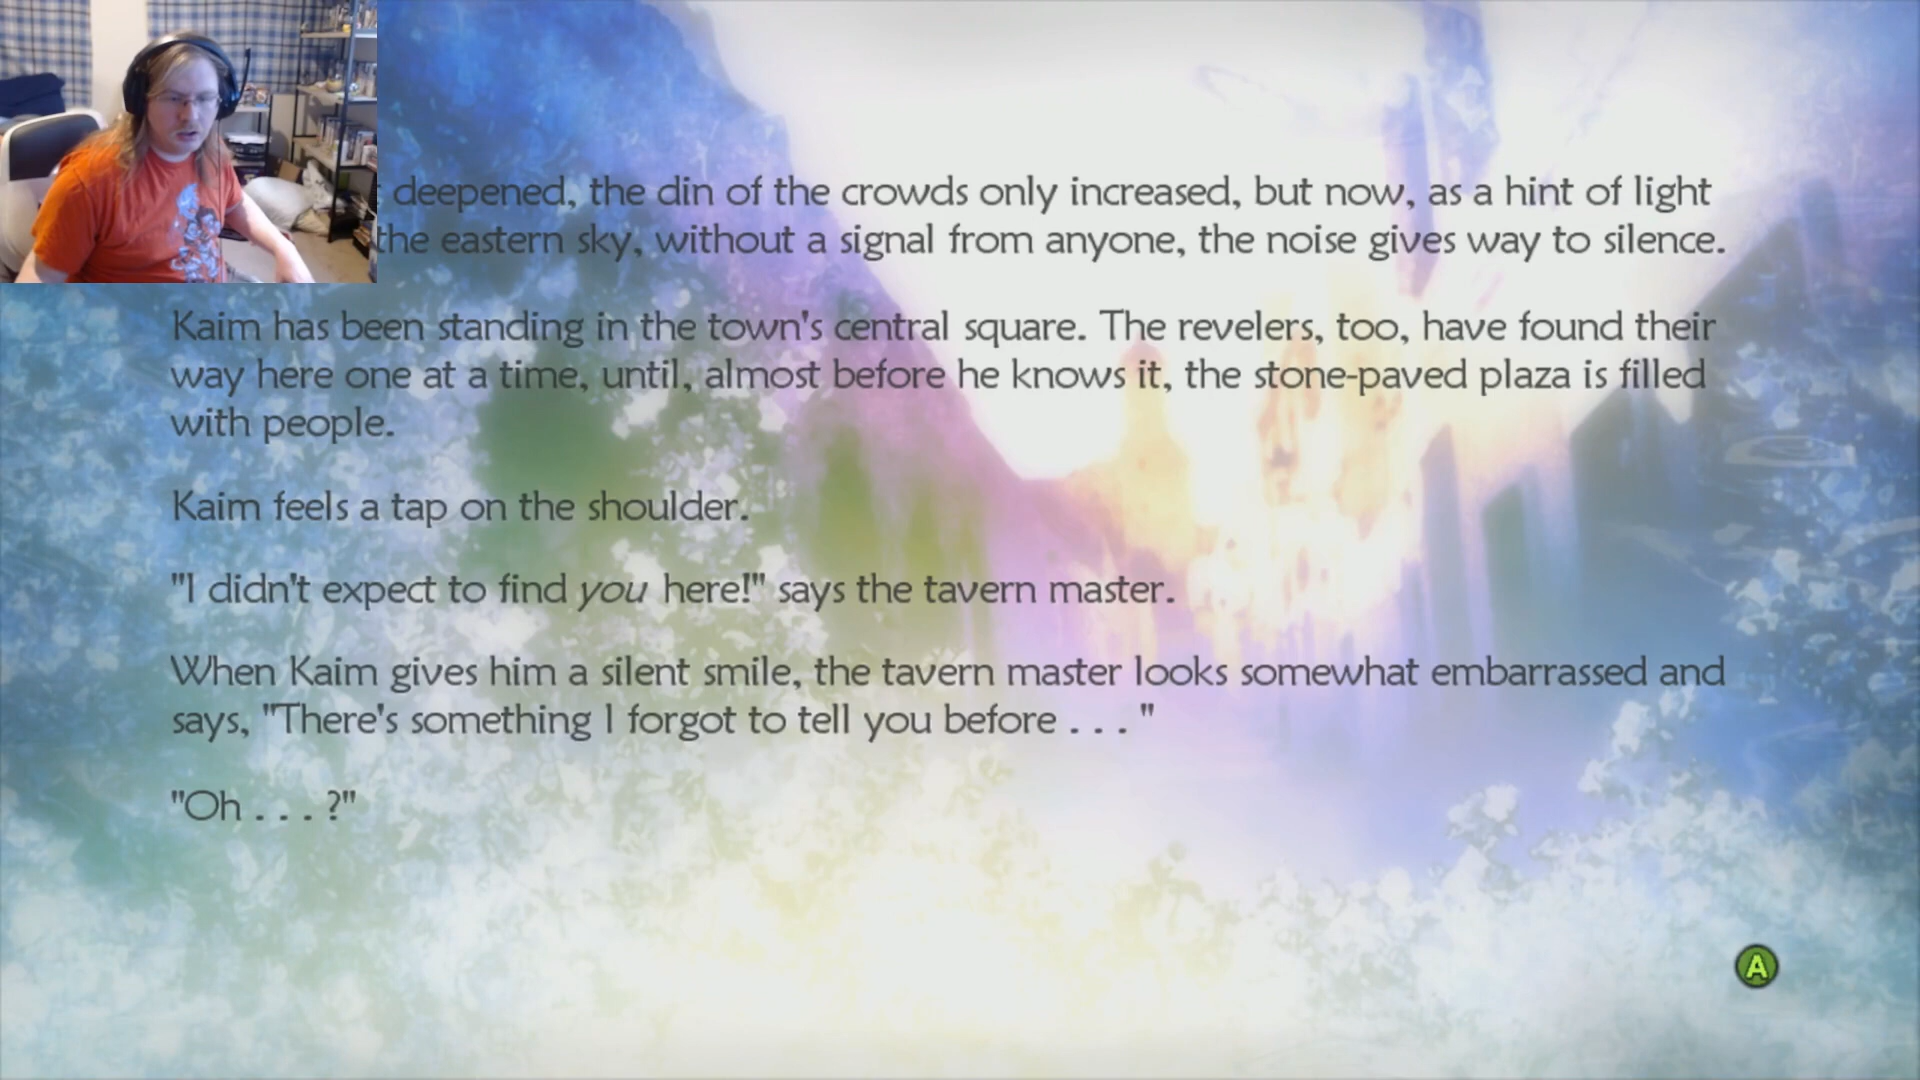 deepened, the din of the crowds only increased, but now, as a hint of light
the eastern sky, without a signal from anyone, the noise gives way to silence.
Kaim has been standing in the town's central square. The revelers, too, have found their
way here one at a time, until, almost before he knows it, the stone-paved plaza is filled
with people.
Kaim feels a tap on the shoulder.
"I didn't expect to find you here!" says the tavern master.
When Kaim gives him a silent smile, the tavern master looks somewhat embarrassed and
says, "There's something I forgot to tell you before . . . "
"Oh . . . ?"
A